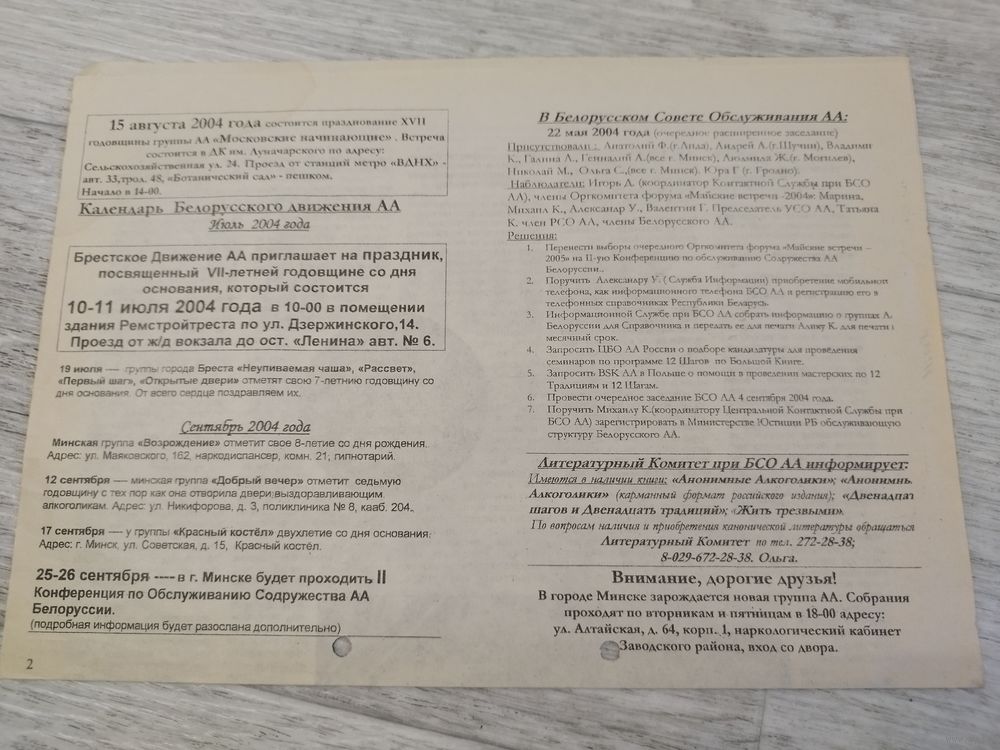 15 августа 2004 года состоится празднование XVII
годовщины группы АА «Московские начинающие» . Встреча
состоится в ДК им. Луначарского по адресу:
Сельскохозяйственная ул. 24. Проезд от станций метро «ВДНХ» -
авт. 33,трол. 48, «Ботанический сад» - пешком.
Начало в 14-00.
Календарь Белорусского движения АА
Июль 2004 года
Брестское Движение АА приглашает на праздник,
посвященный VII-летней годовщине со дня
основания, который состоится
10-11 июля 2004 года в 10-00 в помещении
здания Ремстройтреста по ул. Дзержинского,14.
Проезд от ж/д вокзала до ост. «Ленина» авт. № 6.
19 июля — группы города Бреста «Неупиваемая чаша», «Рассвет»,
«Первый шаг», «Открытые двери» отметят свою 7-летнию годовщину со
дня основания. От всего сердца поздравляем их.
Сентябрь 2004 года
Минская группа «Возрождение» отметит свое 8-летие со дня рождения.
Адрес: ул. Маяковского, 162, наркодиспансер, комн. 21, гипнотарий.
12 сентября — минская группа «Добрый вечер» отметит седьмую
годовщину с тех пор как она отворила двери выздоравливающим
алкоголикам. Адрес: ул. Никифорова, д. 3, поликлиника № 8, кааб. 204.
17 сентября — у группы «Красный костёл» двухлетие со дня основания.
Адрес: г. Минск, ул. Советская, д. 15, Красный костёл.
25-26 сентября ---- в г. Минске будет проходить II
Конференция по Обслуживанию Содружества АА
Белоруссии.
(подробная информация будет разослана дополнительно)
2
В Белорусском Совете Обслуживания АА:
22 мая 2004 года (очередное расширенное заседание)
Присутствовали : Анатолий Ф.(г.Лида), Андрей А.(г.Щучин), Владимир
К., Галина Л., Геннадий А.(все г. Минск), Людмила Ж.(г. Могилев),
Николай М., Ольга С.,(все г. Минск). Юра Г (г. Гродно).
Наблюдатели: Игорь Д. (координатор Контактной Службы при БСО
АА), члены Оргкомитета форума «Майские встречи -2004»: Марина,
Михаил К., Александр У., Валентин Г. Председатель УСО АА, Татьяна
К. член РСО АА, члены Белорусского АА.
Решения:
1. Перенести выборы очередного Оргкомитета форума «Майские встречи –
2005» на II-ую Конференцию по обслуживанию Содружества АА
Белоруссии..
2. Поручить Александру У. ( Служба Информации) приобретение мобильного
телефона, как информационного телефона БСО АА и регистрацию его в
телефонных справочниках Республики Беларусь.
3. Информационной Службе при БСО АА собрать информацию о группах А.
Белоруссии для Справочника и передать ее для печати Алику К. для печати в
месячный срок.
4. Запросить ЦБО АА России о подборе кандидатуры для проведения
семинаров по программе 12 Шагов по Большой Книге.
5. Запросить BSK АА в Польше о помощи в проведении мастерских по 12
Традициям и 12 Шагам.
6. Провести очередное заседание БСО АА 4 сентября 2004 года.
7. Поручить Михаилу К.(координатору Центральной Контактной Службы при
БСО АА) зарегистрировать в Министерстве Юстиции РБ обслуживающую
структуру Белорусского АА.
Литературный Комитет при БСО АА информирует:
Имеются в наличии книги: «Анонимные Алкоголики»; «Анонимнь
Алкоголики» (карманный формат российского издания); «Двенадцат
шагов и Двенадцать традиций»; «Жить трезвыми».
По вопросам наличия и приобретения канонической литературы обращаться
Литературный Комитет по тел. 272-28-38;
8-029-672-28-38. Ольга.
Внимание, дорогие друзья!
В городе Минске зарождается новая группа АА. Собрания
проходят по вторникам и пятницам в 18-00 адресу:
ул. Алтайская, д. 64, корп. 1, наркологический кабинет
Заводского района, вход со двора.